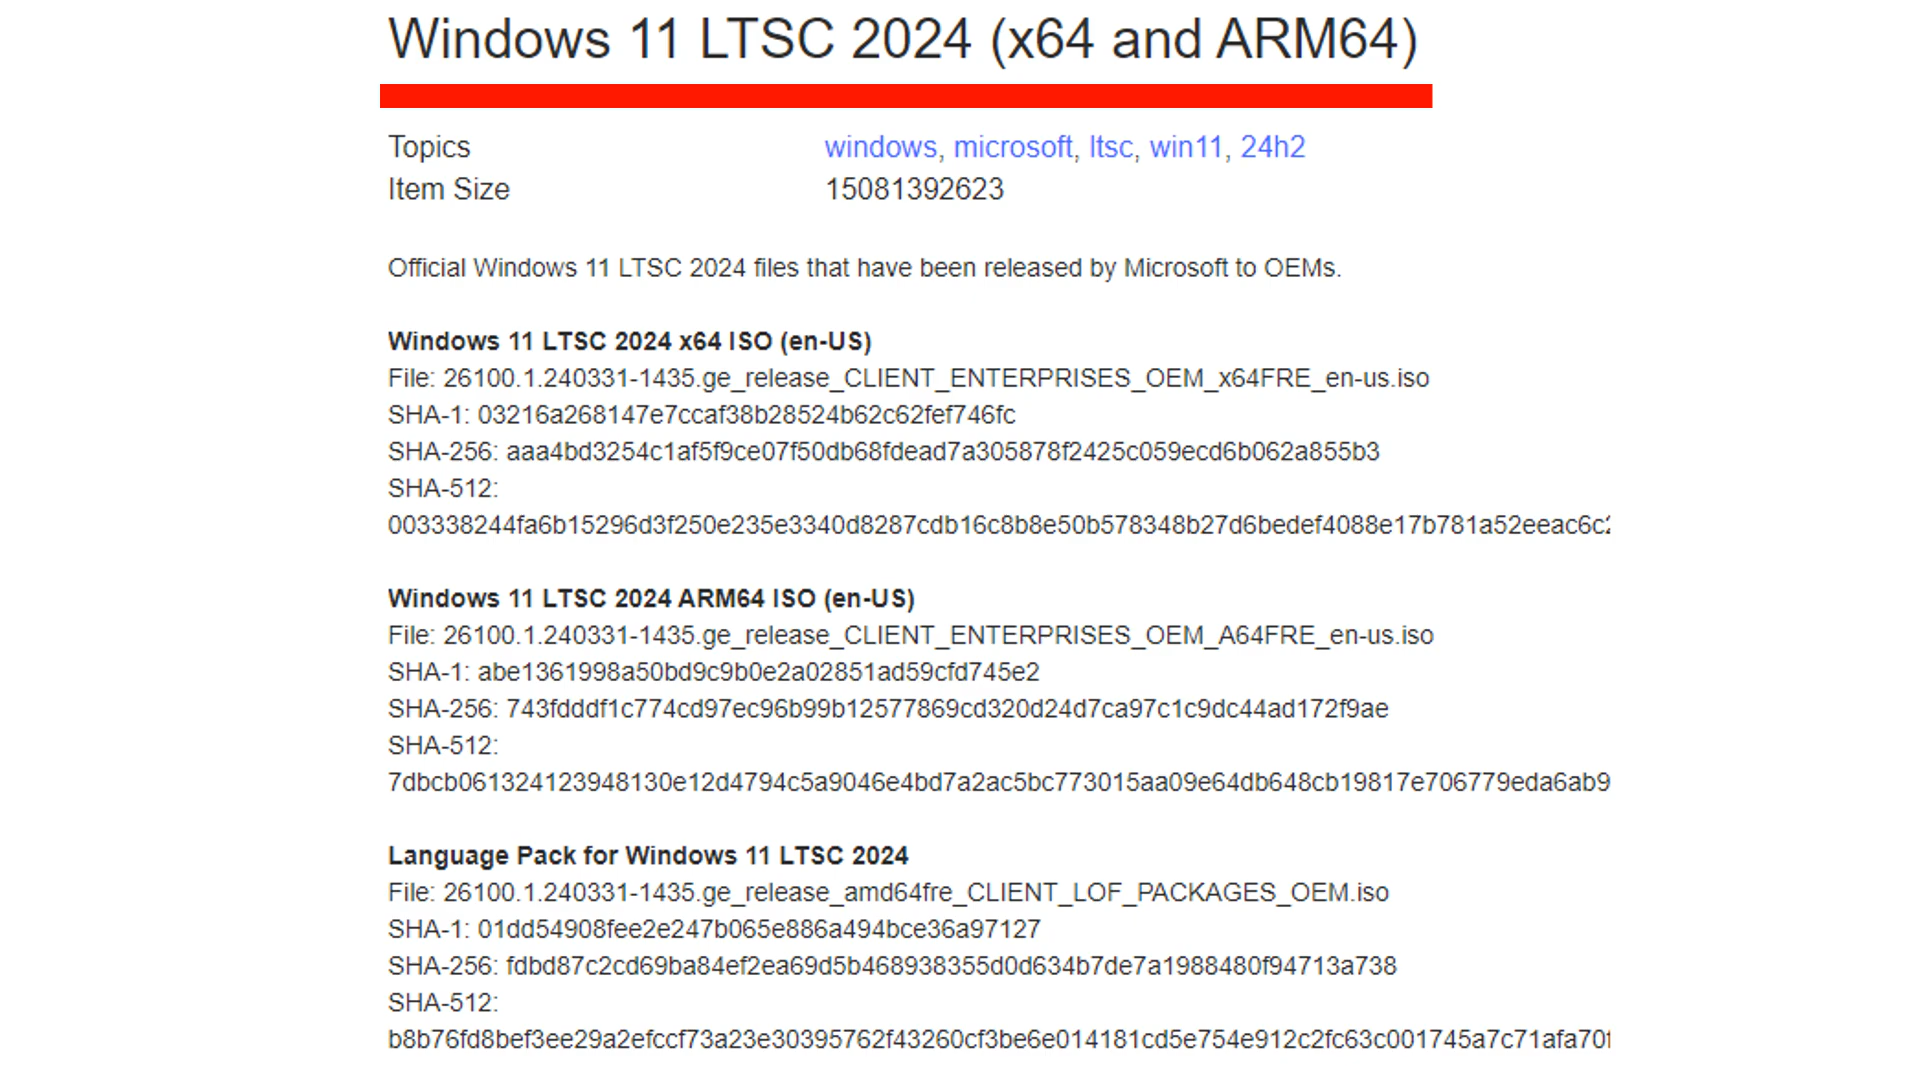 Windows 11 LTSC 2024 (x64 and ARM64)
Topics windows, microsoft, ltsc, win11, 24h2
Item Size 15081392623
Official Windows 11 LTSC 2024 files that have been released by Microsoft to OEMs.
Windows 11 LTSC 2024 x64 ISO (en-US)
File: 26100.1.240331-1435.ge_release_CLIENT_ENTERPRISES_OEM_x64FRE_en-us.iso
SHA-1: 03216a268147e7ccaf38b28524b62c62fef746fc
SHA-256: aaa4bd3254c1af5f9ce07f50db68fdead7a305878f2425c059ecd6b062a855b3
SHA-512:
003338244fa6b15296d3f250e235e3340d8287cdb16c8b8e50b578348b27d6bedef4088e17b781a52eeac6c2
Windows 11 LTSC 2024 ARM64 ISO (en-US)
File: 26100.1.240331-1435.ge_release_CLIENT_ENTERPRISES_OEM_A64FRE_en-us.iso
SHA-1: abe1361998a50bd9c9b0e2a02851ad59cfd745e2
SHA-256: 743fdddf1c774cd97ec96b99b12577869cd320d24d7ca97c1c9dc44ad172f9ae
SHA-512:
7dbcb061324123948130e12d4794c5a9046e4bd7a2ac5bc773015aa09e64db648cb19817e706779eda6ab9
Language Pack for Windows 11 LTSC 2024
File: 26100.1.240331-1435.ge_release_amd64fre_CLIENT_LOF_PACKAGES_OEM.iso
SHA-1: 01dd54908fee2e247b065e886a494bce36a97127
SHA-256: fdbd87c2cd69ba84ef2ea69d5b468938355d0d634b7de7a1988480f94713a738
SHA-512:
b8b76fd8bef3ee29a2efccf73a23e30395762f43260cf3be6e014181cd5e754e912c2fc63c001745a7c71afa70f